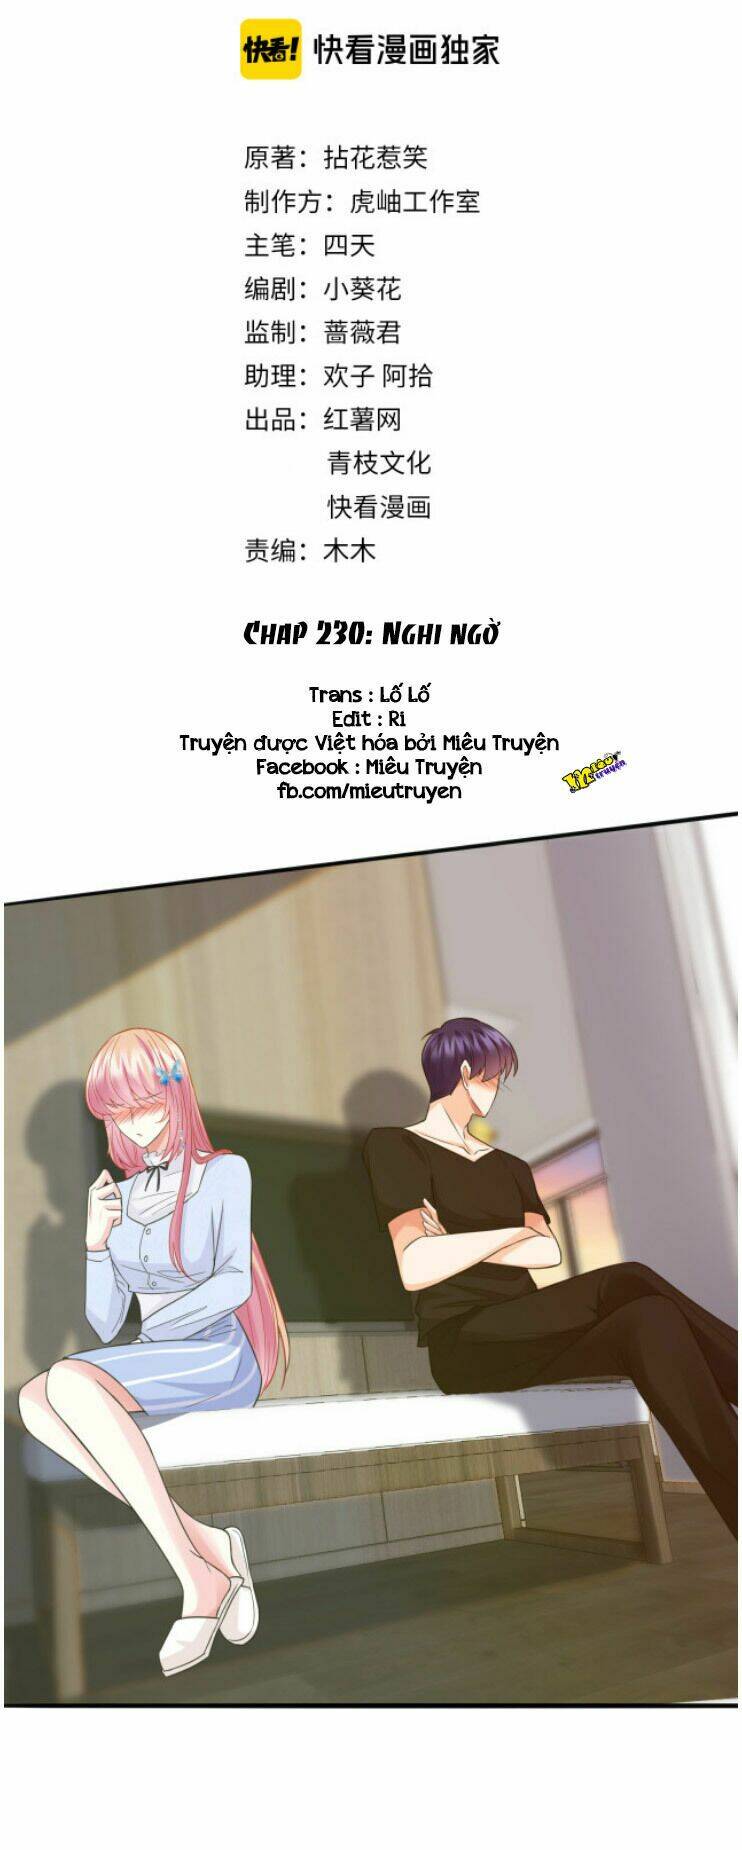 快看! 快看漫画独家
原著：拈花惹笑
制作方：虎岫工作室
主笔：四天
编剧：小葵花
监制：蔷薇君
助理：欢子 阿拾
出品：红薯网
青枝文化
快看漫画
责编：木木
CHAP 230: NGHI NGỜ
Trans : Lố Lố
Edit : Ri
Truyện được Việt hóa bởi Miêu Truyện
Facebook : Miêu Truyện
fb.com/mieutruyen
Miêu
truyện